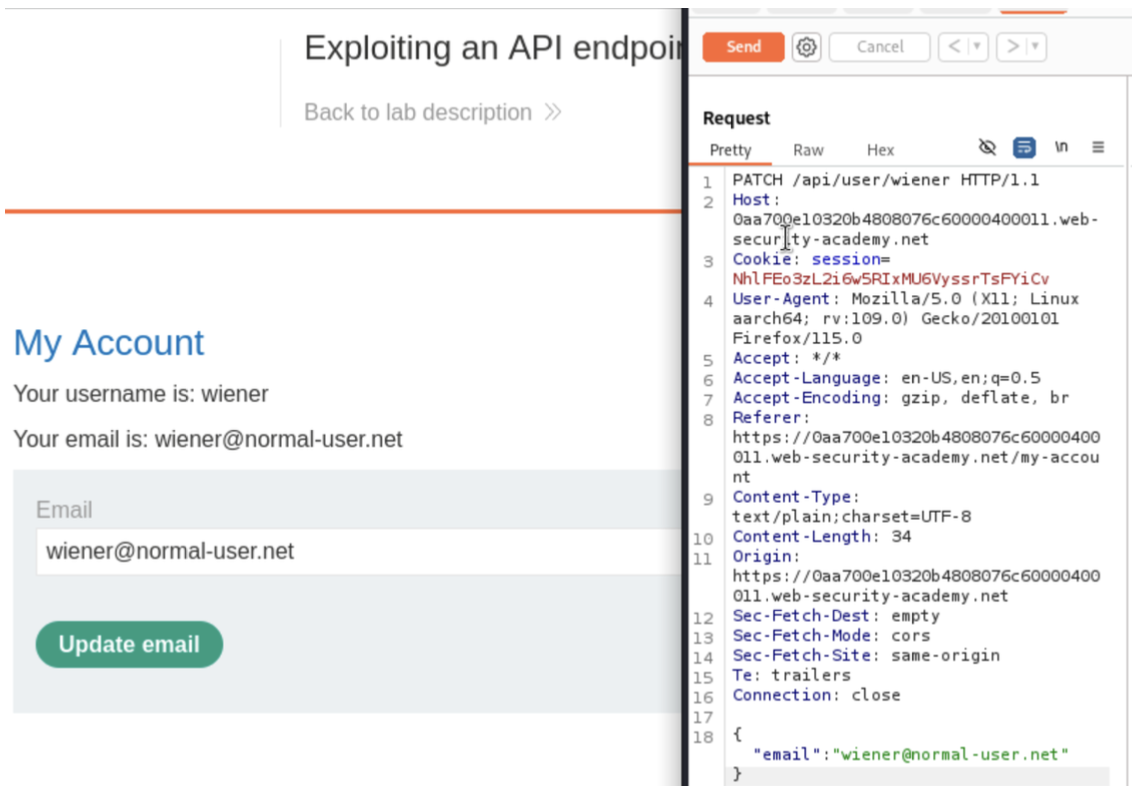 Exploiting an API endpoin
Back to lab description
My Account
Your username is: wiener
Your email is: wiener@normal-user.net
Email
wiener@normal-user.net
Update email
Send
Cancel
< >
Request
Pretty Raw Hex \n
1 PATCH /api/user/wiener HTTP/1.1
2 Host:
0aa700e10320b4808076c60000400011.web-
security-academy.net
3 Cookie: session=
NhlFEo3zL2i6w5RIxMU6VyssrTsFYiCv
4 User-Agent: Mozilla/5.0 (X11; Linux
aarch64; rv:109.0) Gecko/20100101
Firefox/115.0
5 Accept: */*
6 Accept-Language: en-US,en;q=0.5
7 Accept-Encoding: gzip, deflate, br
8 Referer:
https://0aa700e10320b4808076c60000400
011.web-security-academy.net/my-accou
nt
9 Content-Type:
text/plain;charset=UTF-8
10 Content-Length: 34
11 Origin:
https://0aa700e10320b4808076c60000400
011.web-security-academy.net
12 Sec-Fetch-Dest: empty
13 Sec-Fetch-Mode: cors
14 Sec-Fetch-Site: same-origin
15 Te: trailers
16 Connection: close
17
18 {
"email":"wiener@normal-user.net"
}